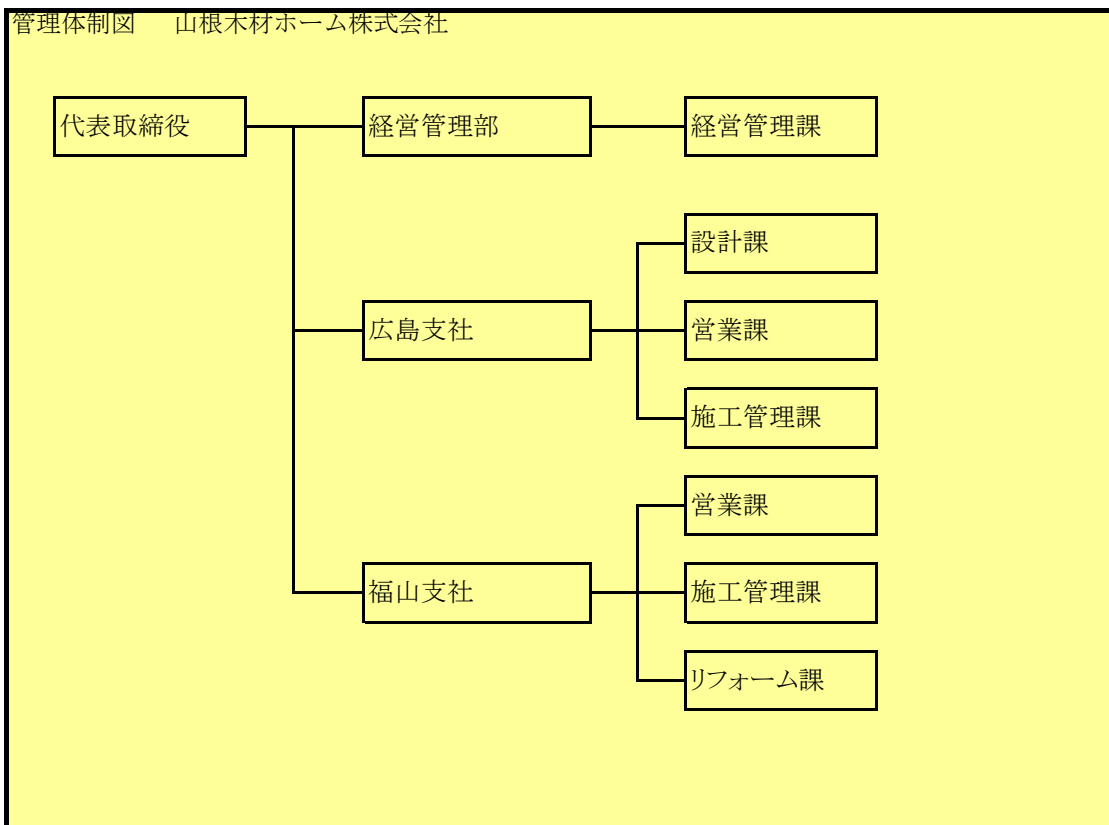 管理体制図　山根木材ホーム株式会社
代表取締役
経営管理部
経営管理課
設計課
広島支社
営業課
施工管理課
営業課
福山支社
施工管理課
リフォーム課